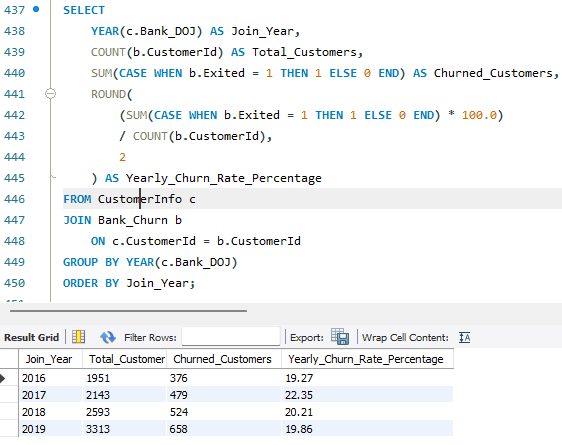 437 SELECT
438 YEAR(c.Bank_DOJ) AS Join_Year,
439 COUNT(b.CustomerId) AS Total_Customers,
440 SUM(CASE WHEN b.Exited = 1 THEN 1 ELSE 0 END) AS Churned_Customers,
441 ROUND(
442 (SUM(CASE WHEN b.Exited = 1 THEN 1 ELSE 0 END) * 100.0)
443 / COUNT(b.CustomerId),
444 2
445 ) AS Yearly_Churn_Rate_Percentage
446 FROM CustomerInfo c
447 JOIN Bank_Churn b
448 ON c.CustomerId = b.CustomerId
449 GROUP BY YEAR(c.Bank_DOJ)
450 ORDER BY Join_Year;
Result Grid Filter Rows: Export: Wrap Cell Content:
Join_Year Total_Customer Churned_Customers Yearly_Churn_Rate_Percentage
2016 1951 376 19.27
2017 2143 479 22.35
2018 2593 524 20.21
2019 3313 658 19.86